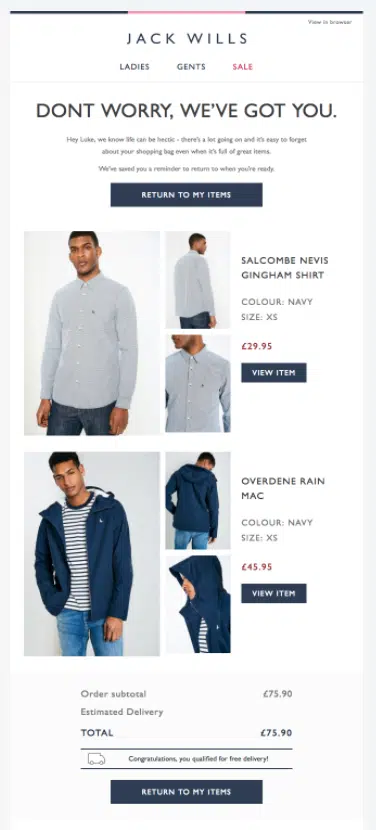 View in browser
JACK WILLS
LADIES GENTS SALE
DONT WORRY, WE'VE GOT YOU.
Hey Luke, we know life can be hectic - there's a lot going on and it's easy to forget
about your shopping bag even when it's full of great items.
We've saved you a reminder to return to when you're ready.
RETURN TO MY ITEMS
SALCOMBE NEVIS
GINGHAM SHIRT
COLOUR: NAVY
SIZE: XS
£29.95
VIEW ITEM
OVERDENE RAIN
MAC
COLOUR: NAVY
SIZE: XS
£45.95
VIEW ITEM
Order subtotal £75.90
Estimated Delivery
TOTAL £75.90
Congratulations, you qualified for free delivery!
RETURN TO MY ITEMS